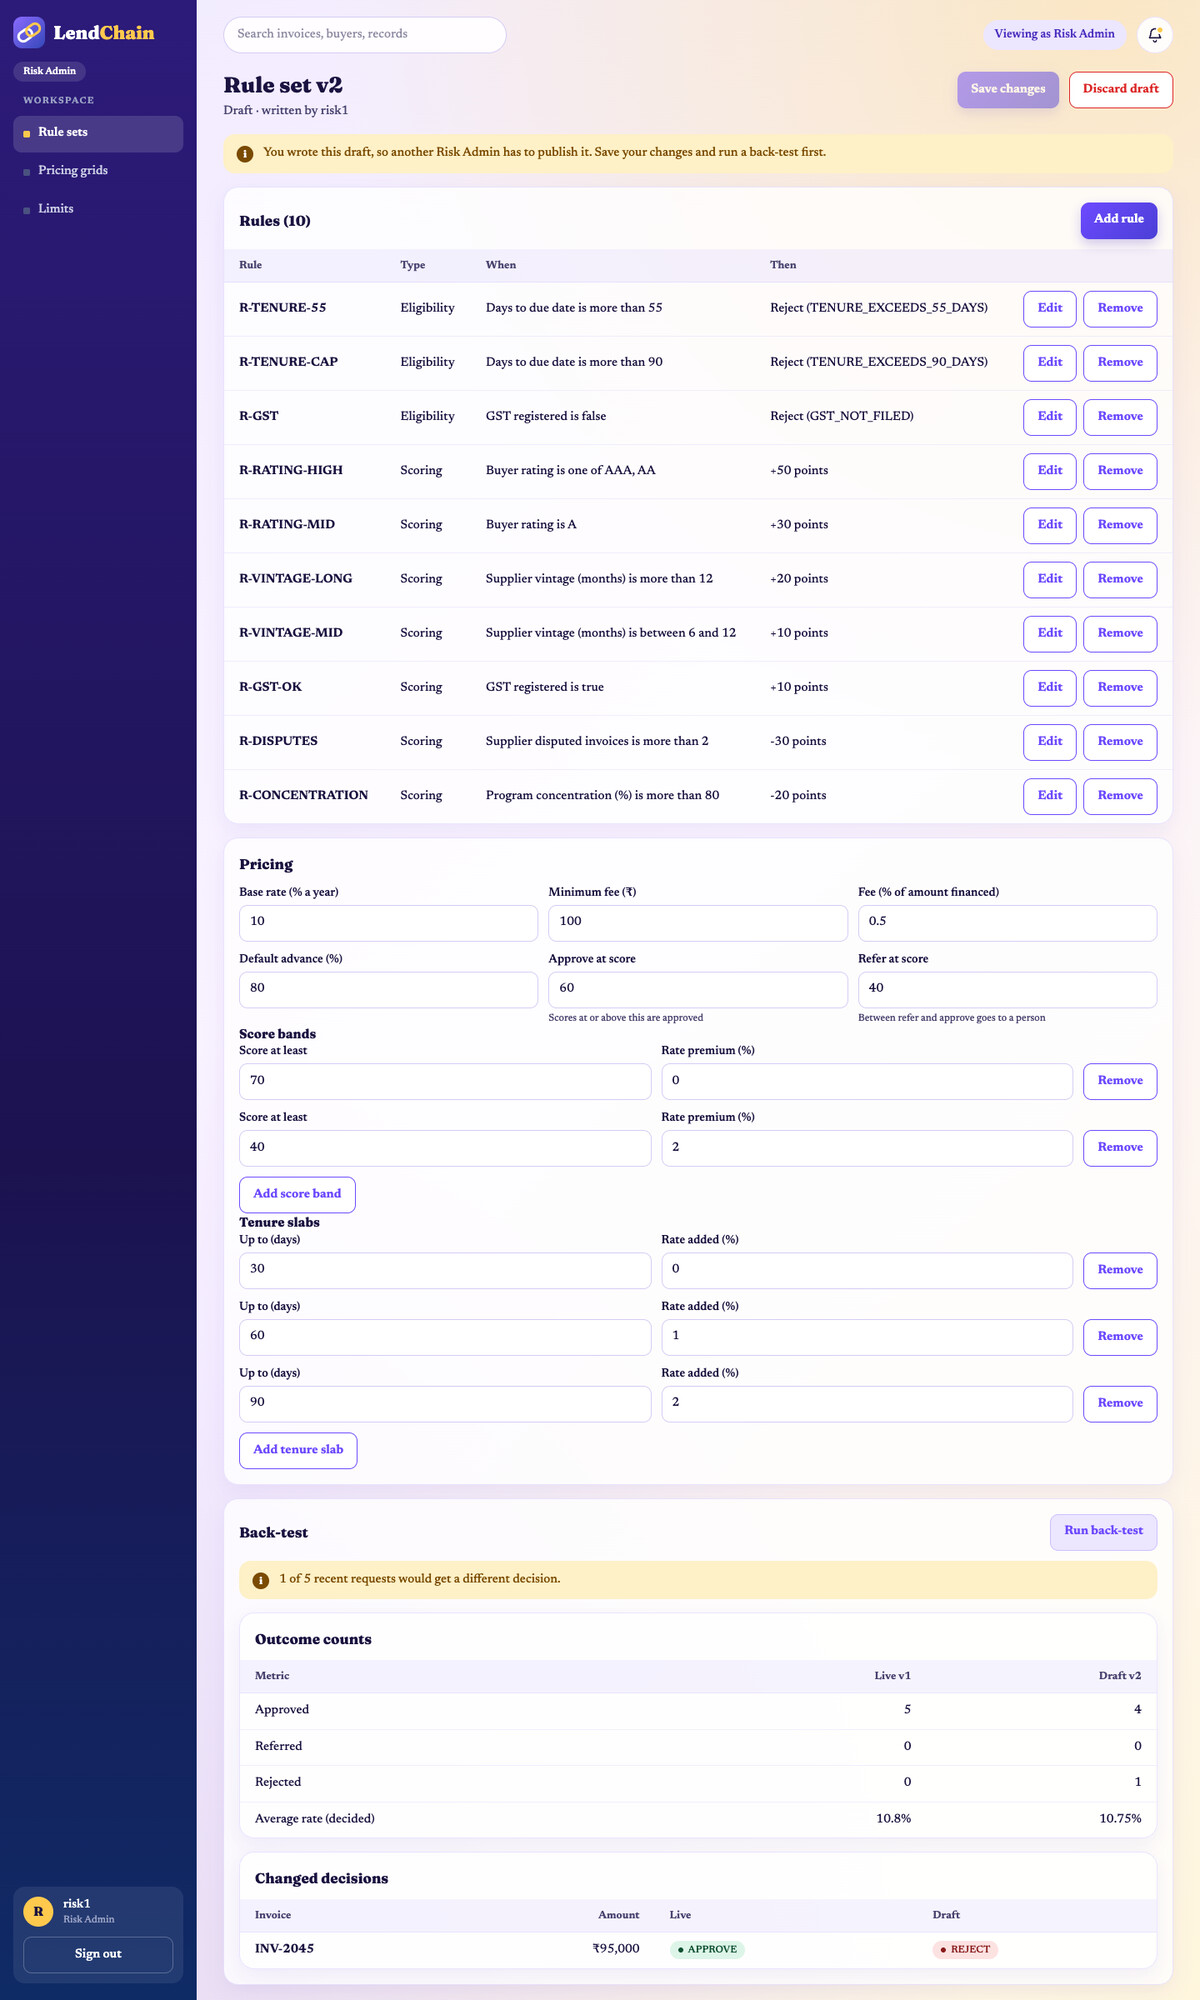 LendChain
Risk Admin
WORKSPACE
Rule sets
Pricing grids
Limits
risk1
R
Risk Admin
Sign out
Search invoices, buyers, records
Viewing as Risk Admin
Rule set v2
Draft · written by risk1
Save changes
Discard draft
You wrote this draft, so another Risk Admin has to publish it. Save your changes and run a back-test first.
Rules (10)
Add rule
Rule Type When Then
R-TENURE-55 Eligibility Days to due date is more than 55 Reject (TENURE_EXCEEDS_55_DAYS) Edit Remove
R-TENURE-CAP Eligibility Days to due date is more than 90 Reject (TENURE_EXCEEDS_90_DAYS) Edit Remove
R-GST Eligibility GST registered is false Reject (GST_NOT_FILED) Edit Remove
R-RATING-HIGH Scoring Buyer rating is one of AAA, AA +50 points Edit Remove
R-RATING-MID Scoring Buyer rating is A +30 points Edit Remove
R-VINTAGE-LONG Scoring Supplier vintage (months) is more than 12 +20 points Edit Remove
R-VINTAGE-MID Scoring Supplier vintage (months) is between 6 and 12 +10 points Edit Remove
R-GST-OK Scoring GST registered is true +10 points Edit Remove
R-DISPUTES Scoring Supplier disputed invoices is more than 2 -30 points Edit Remove
R-CONCENTRATION Scoring Program concentration (%) is more than 80 -20 points Edit Remove
Pricing
Base rate (% a year) Minimum fee (₹) Fee (% of amount financed)
10 100 0.5
Default advance (%) Approve at score Refer at score
80 60 40
Scores at or above this are approved Between refer and approve goes to a person
Score bands
Score at least Rate premium (%)
70 0 Remove
Score at least Rate premium (%)
40 2 Remove
Add score band
Tenure slabs
Up to (days) Rate added (%)
30 0 Remove
Up to (days) Rate added (%)
60 1 Remove
Up to (days) Rate added (%)
90 2 Remove
Add tenure slab
Back-test
Run back-test
1 of 5 recent requests would get a different decision.
Outcome counts
Metric Live v1 Draft v2
Approved 5 4
Referred 0 0
Rejected 0 1
Average rate (decided) 10.8% 10.75%
Changed decisions
Invoice Amount Live Draft
INV-2045 ₹95,000 APPROVE REJECT